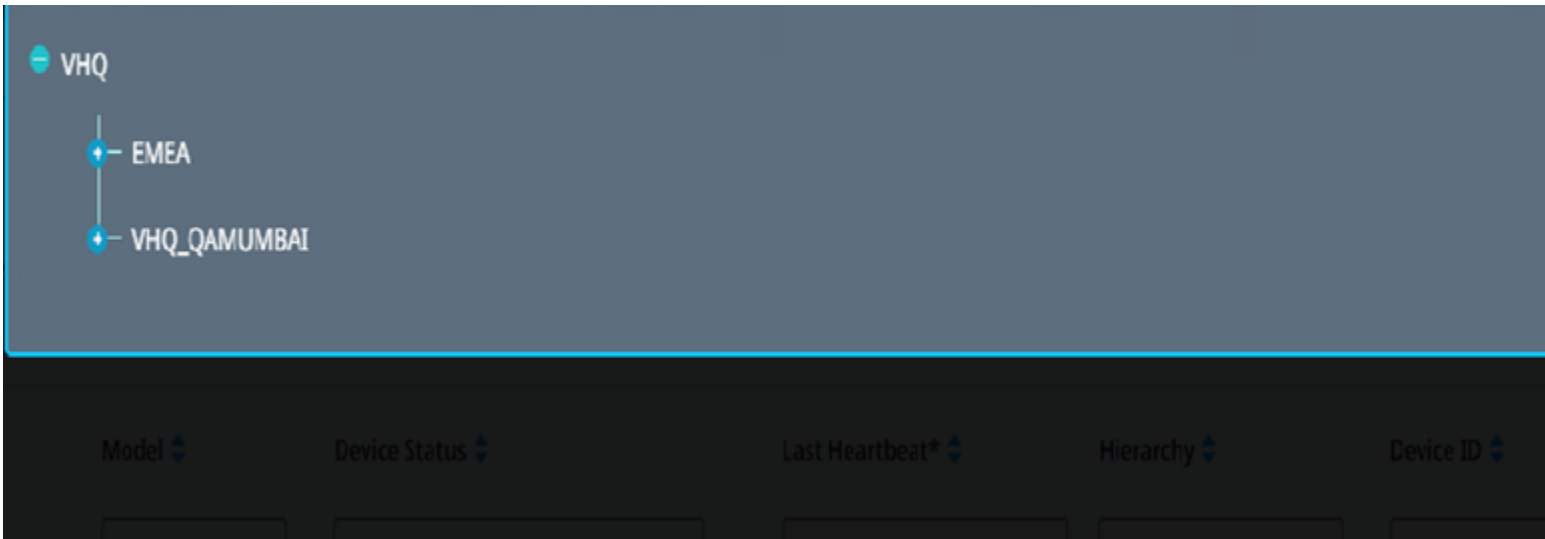 VHQ
EMEA
VHQ_QAMUMBAI
Model Device Status Last Heartbeat* Hierarchy Device ID